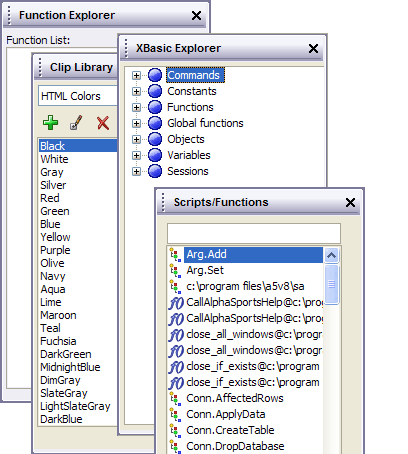 Function Explorer
Function List:
Clip Library
HTML Colors
Black
White
Gray
Silver
Red
Green
Blue
Yellow
Purple
Olive
Navy
Aqua
Lime
Maroon
Teal
Fuchsia
DarkGreen
MidnightBlue
DimGray
SlateGray
LightSlateGray
DarkBlue
XBasic Explorer
Commands
Constants
Functions
Global functions
Objects
Variables
Sessions
Scripts/Functions
Arg.Add
Arg.Set
c:\program files\a5v8\sa
CallAlphaSportsHelp@c:\prog
CallAlphaSportsHelp@c:\prog
close_all_windows@c:\prog
close_all_windows@c:\prog
close_if_exists@c:\program
close_if_exists@c:\program
Conn.AffectedRows
Conn.ApplyData
Conn.CreateTable
Conn.DropDatabase